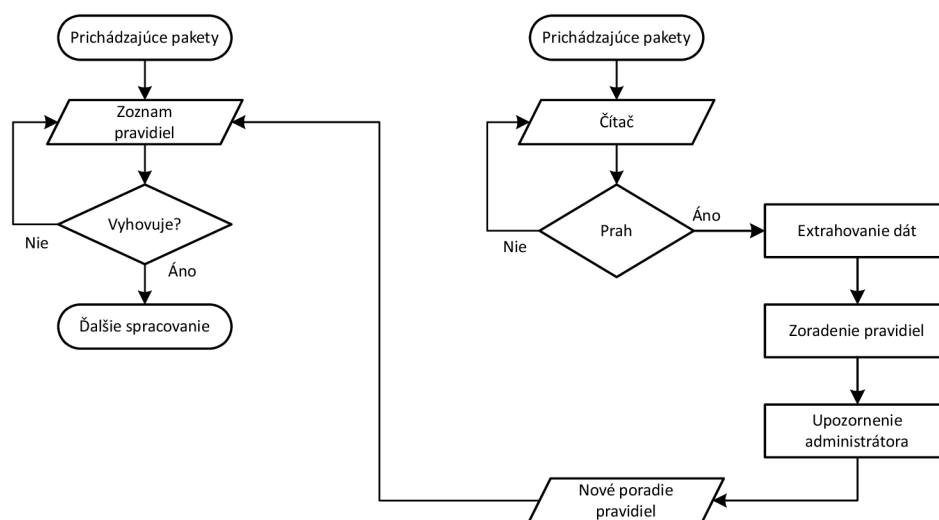 Prichádzajúce pakety
Zoznam
pravidiel
Vyhovuje?
Nie
Áno
Ďalšie spracovanie
Prichádzajúce pakety
Čítač
Prah
Nie
Áno
Extrahovanie dát
Zoradenie pravidiel
Upozornenie
administrátora
Nové poradie
pravidiel